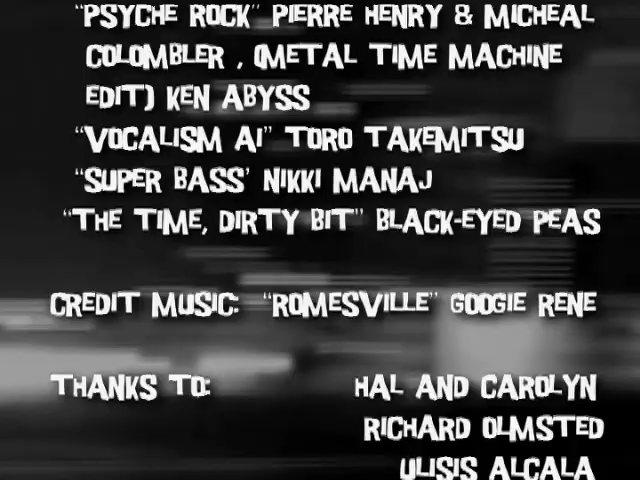 “PSYCHE ROCK” PIERRE HENRY & MICHEAL
COLOMBLER , (METAL TIME MACHINE
EDIT) KEN ABYSS
“VOCALISM AI” TORO TAKEMITSU
“SUPER BASS’ NIKKI MANAJ
“THE TIME, DIRTY BIT” BLACK-EYED PEAS
CREDIT MUSIC: “ROMESVILLE” GOOGIE RENE
THANKS TO: HAL AND CAROLYN
RICHARD OLMSTED
ULISIS ALCALA